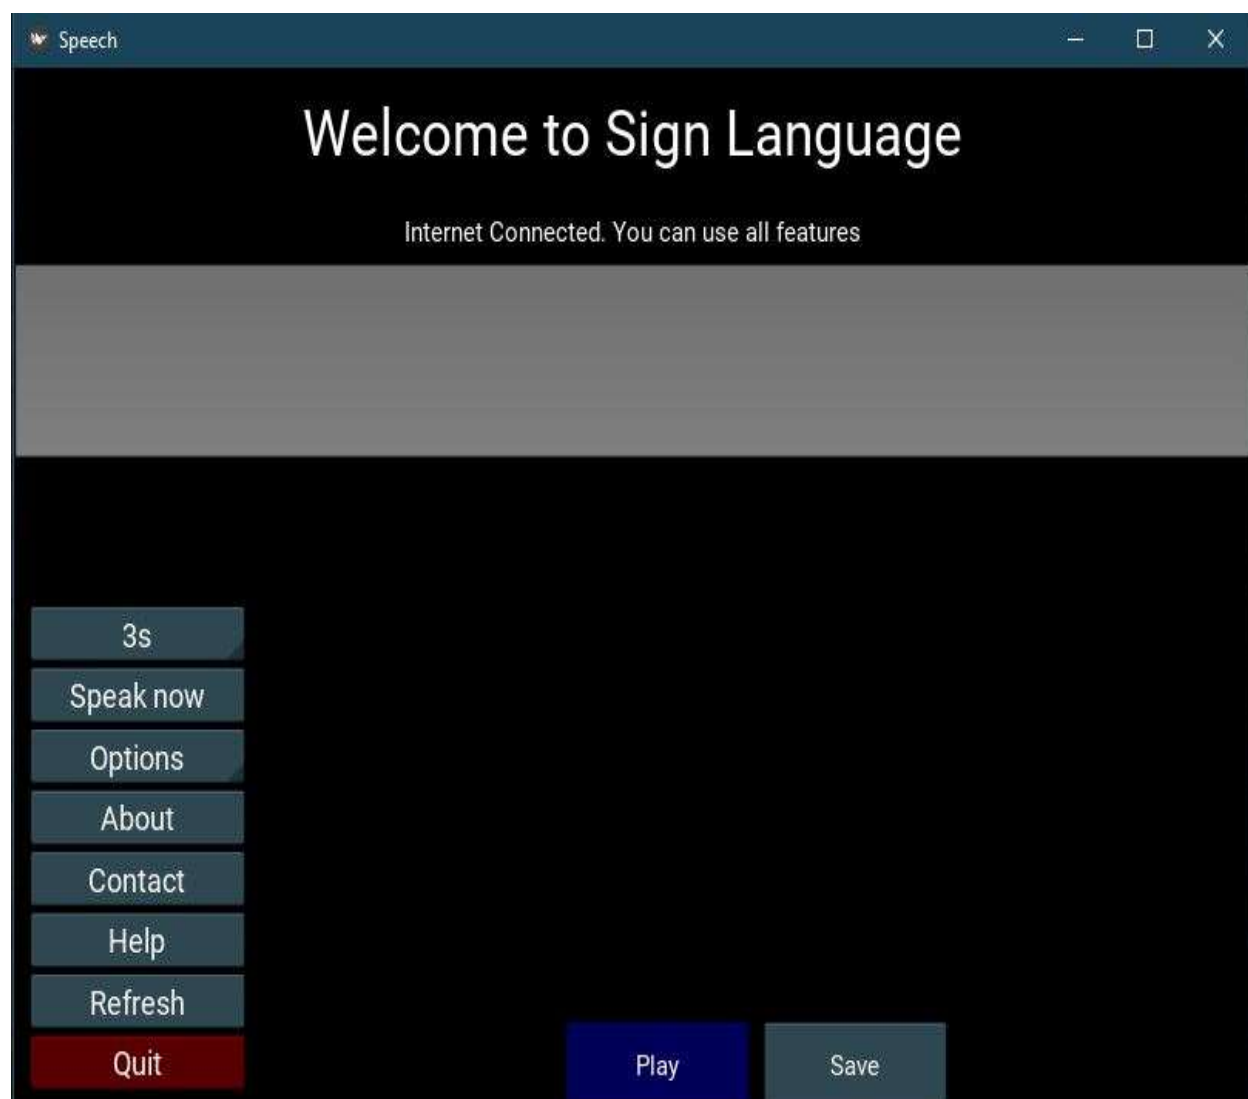 Speech
Welcome to Sign Language
Internet Connected. You can use all features
3s
Speak now
Options
About
Contact
Help
Refresh
Quit
Play
Save